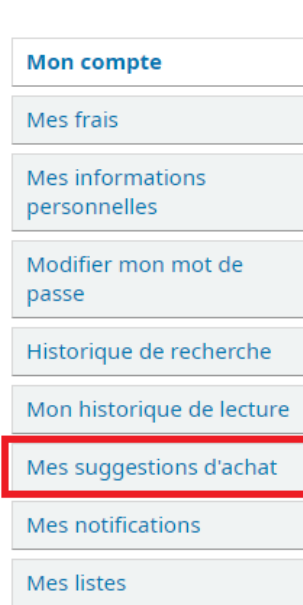 Mon compte
Mes frais
Mes informations
personnelles
Modifier mon mot de
passe
Historique de recherche
Mon historique de lecture
Mes suggestions d'achat
Mes notifications
Mes listes